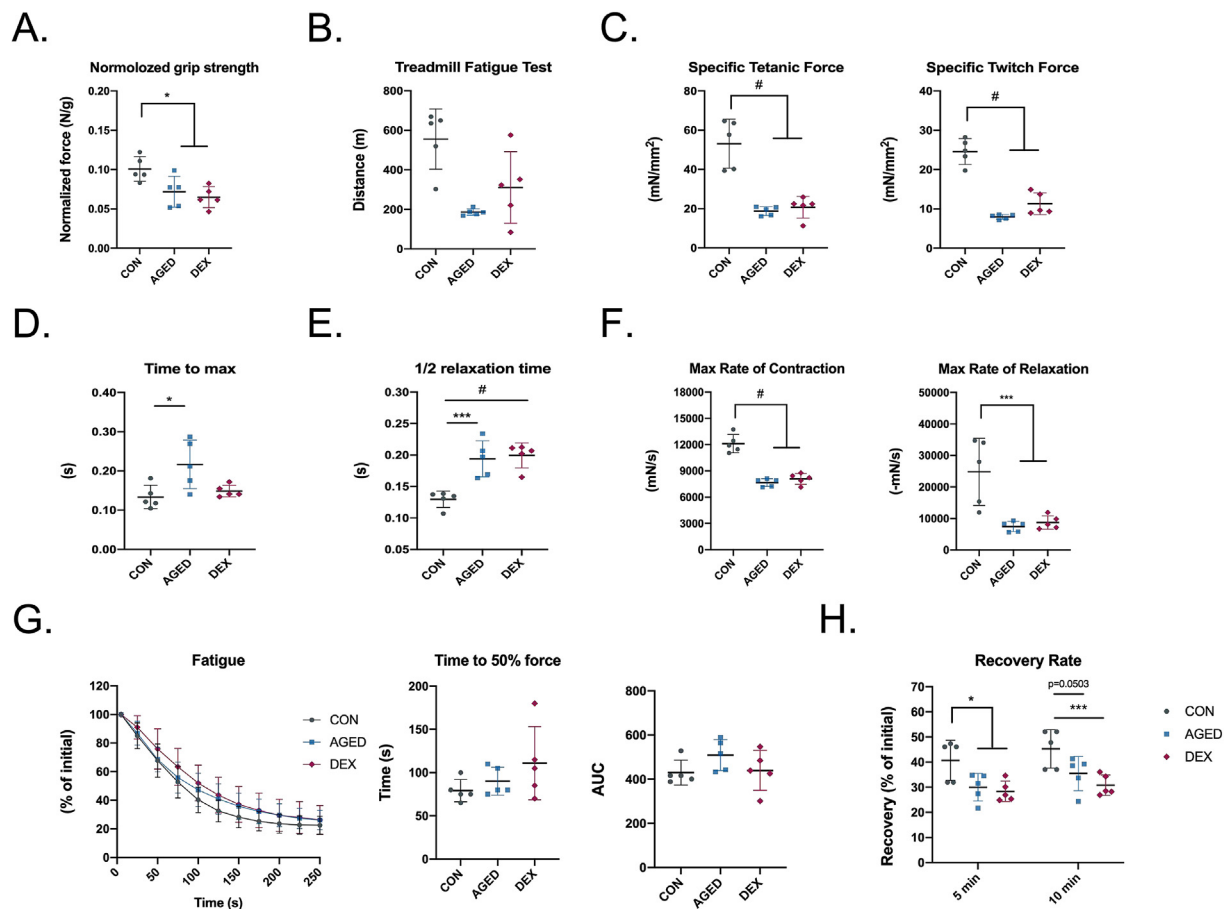 A.
Normolozed grip strength
Normalized force (N/g)
0.20
0.15
0.10
0.05
0.00
*
CON
AGED
DEX
B.
Treadmill Fatigue Test
Distance (m)
800
600
400
200
0
CON
AGED
DEX
C.
Specific Tetanic Force
(mN/mm²)
80
60
40
20
0
#
CON
AGED
DEX
Specific Twitch Force
(mN/mm²)
40
30
20
10
0
#
CON
AGED
DEX
D.
Time to max
(s)
0.40
0.30
0.20
0.10
0.00
*
CON
AGED
DEX
E.
1/2 relaxation time
(s)
0.30
0.25
0.20
0.15
0.10
0.05
#
***
CON
AGED
DEX
F.
Max Rate of Contraction
(mN/s)
18000
15000
12000
9000
6000
3000
0
#
CON
AGED
DEX
Max Rate of Relaxation
(-mN/s)
50000
40000
30000
20000
10000
0
***
CON
AGED
DEX
G.
Fatigue
(% of initial)
120
100
80
60
40
20
0
0
50
100
150
200
250
Time (s)
CON
AGED
DEX
Time to 50% force
Time (s)
200
150
100
50
0
CON
AGED
DEX
AUC
800
600
400
200
0
CON
AGED
DEX
H.
Recovery Rate
Recovery (% of initial)
70
60
50
40
30
20
10
0
*
p=0.0503
***
5 min
10 min
CON
AGED
DEX